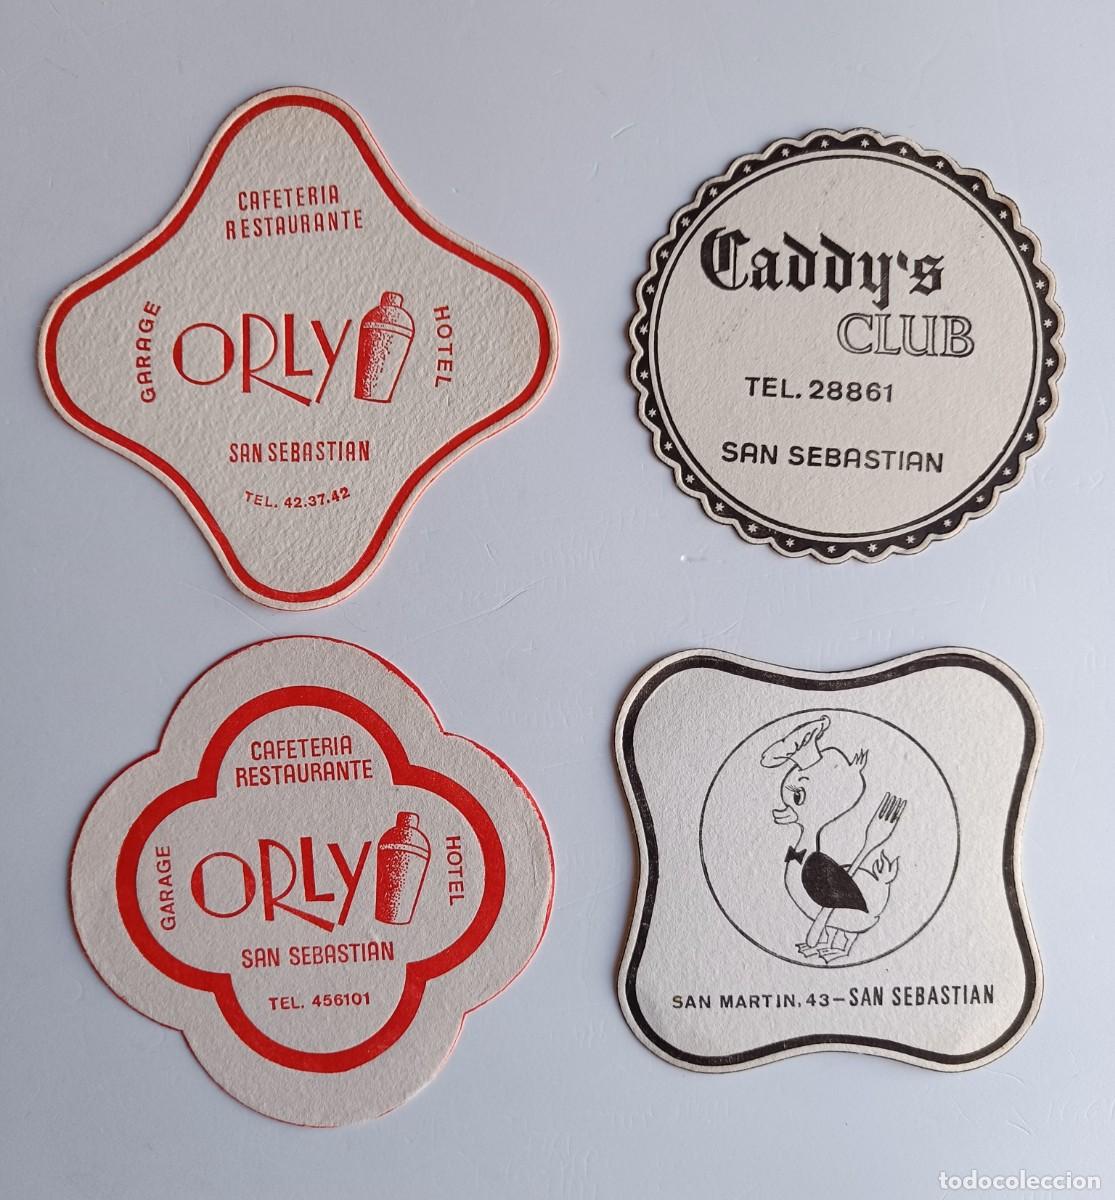 CAFETERIA
RESTAURANTE
GARAGE
ORLY
HOTEL
SAN SEBASTIAN
TEL. 42.37.42
Caddy's
CLUB
TEL. 28861
SAN SEBASTIAN
CAFETERIA
RESTAURANTE
GARAGE
ORLY
HOTEL
SAN SEBASTIAN
TEL. 456101
SAN MARTIN, 43-SAN SEBASTIAN
todocoleccion